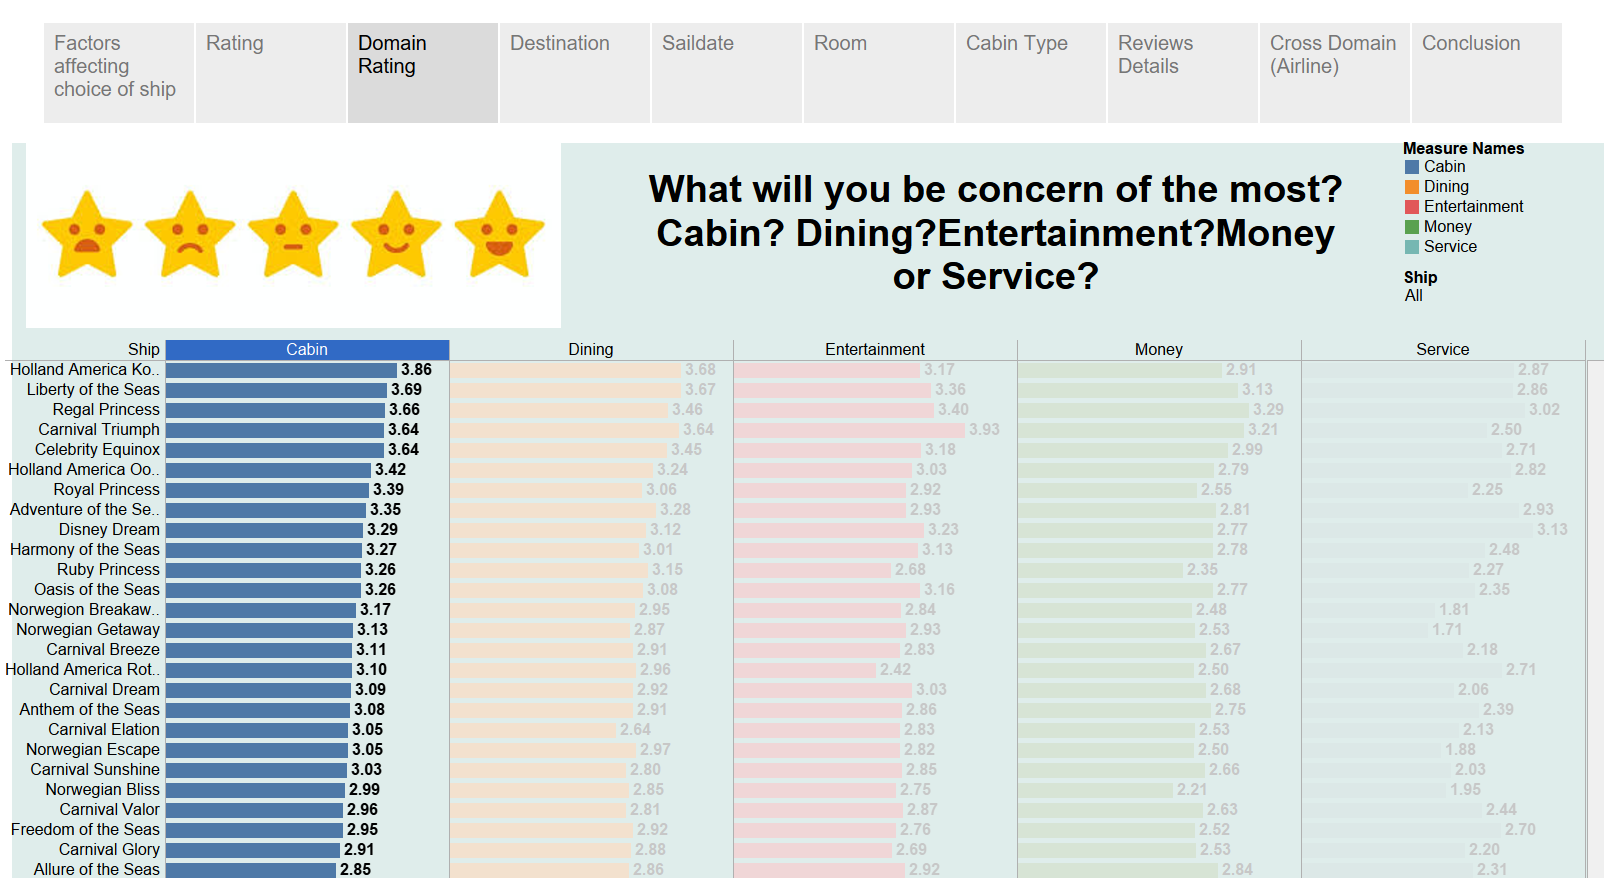 Factors affecting choice of ship
Rating
Domain Rating
Destination
Saildate
Room
Cabin Type
Reviews Details
Cross Domain (Airline)
Conclusion
What will you be concern of the most?
Cabin? Dining?Entertainment?Money
or Service?
Measure Names
Cabin
Dining
Entertainment
Money
Service
Ship
All
Ship Cabin Dining Entertainment Money Service
Holland America Ko.. 3.86 3.68 3.17 2.91 2.87
Liberty of the Seas 3.69 3.67 3.36 3.13 2.86
Regal Princess 3.66 3.46 3.40 3.29 3.02
Carnival Triumph 3.64 3.64 3.93 3.21 2.50
Celebrity Equinox 3.64 3.45 3.18 2.99 2.71
Holland America Oo.. 3.42 3.24 3.03 2.79 2.82
Royal Princess 3.39 3.06 2.92 2.55 2.25
Adventure of the Se.. 3.35 3.28 2.93 2.81 2.93
Disney Dream 3.29 3.12 3.23 2.77 3.13
Harmony of the Seas 3.27 3.01 3.13 2.78 2.48
Ruby Princess 3.26 3.15 2.68 2.35 2.27
Oasis of the Seas 3.26 3.08 3.16 2.77 2.35
Norwegion Breakaw.. 3.17 2.95 2.84 2.48 1.81
Norwegian Getaway 3.13 2.87 2.93 2.53 1.71
Carnival Breeze 3.11 2.91 2.83 2.67 2.18
Holland America Rot.. 3.10 2.96 2.42 2.50 2.71
Carnival Dream 3.09 2.92 3.03 2.68 2.06
Anthem of the Seas 3.08 2.91 2.86 2.75 2.39
Carnival Elation 3.05 2.64 2.83 2.53 2.13
Norwegian Escape 3.05 2.97 2.82 2.50 1.88
Carnival Sunshine 3.03 2.80 2.85 2.66 2.03
Norwegian Bliss 2.99 2.85 2.75 2.21 1.95
Carnival Valor 2.96 2.81 2.87 2.63 2.44
Freedom of the Seas 2.95 2.92 2.76 2.52 2.70
Carnival Glory 2.91 2.88 2.69 2.53 2.20
Allure of the Seas 2.85 2.86 2.92 2.84 2.31